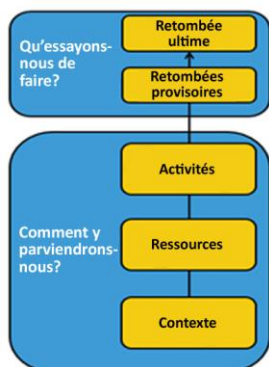 Qu'essayons-
nous de
faire?
Retombée
ultime
Retombées
provisoires
Comment y
parviendrons-
nous?
Activités
Ressources
Contexte